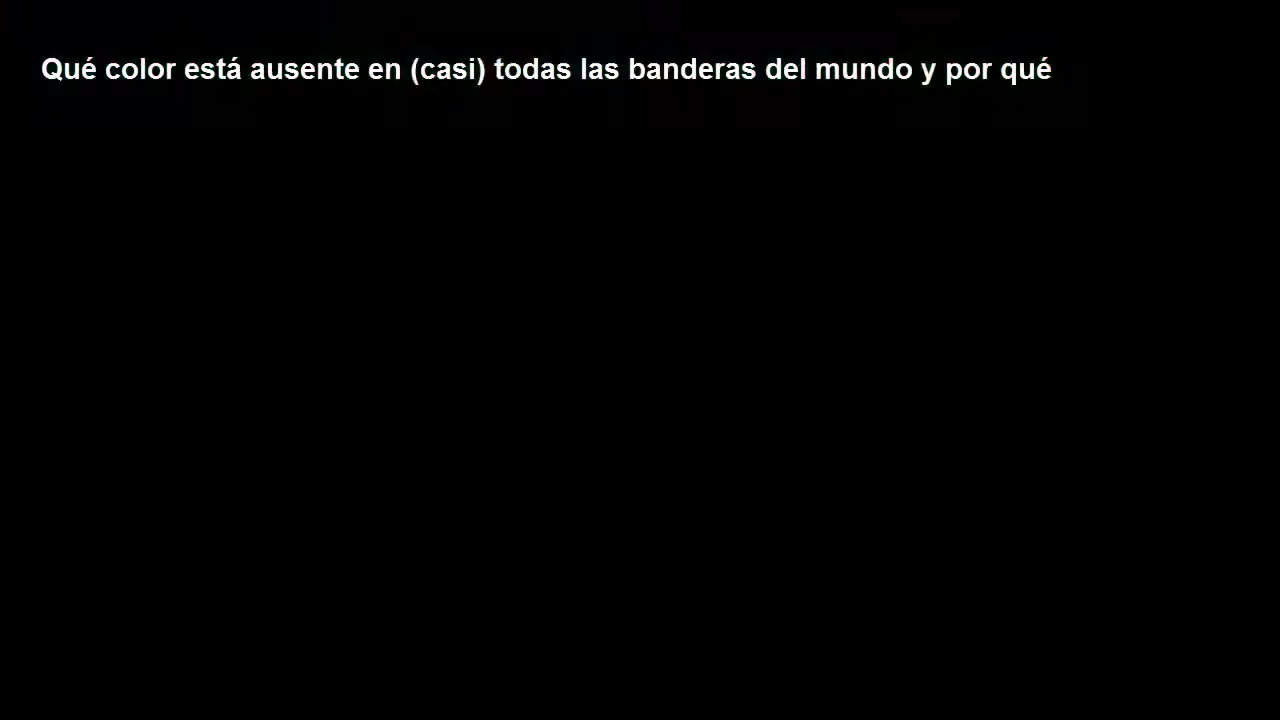 Qué color está ausente en (casi) todas las banderas del mundo y por qué